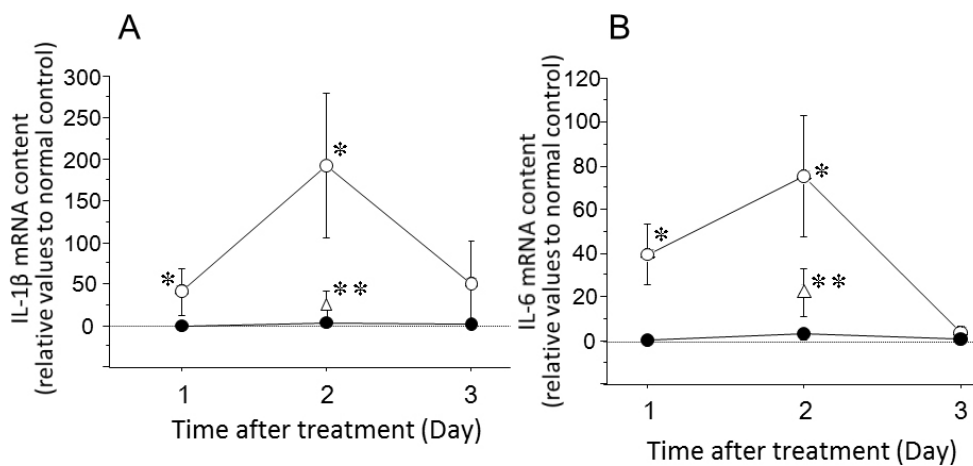 A
IL-1β mRNA content
(relative values to normal control)
300
250
200
150
100
50
0
*
*
**
1 2 3
Time after treatment (Day)
B
IL-6 mRNA content
(relative values to normal control)
120
100
80
60
40
20
0
*
*
**
1 2 3
Time after treatment (Day)